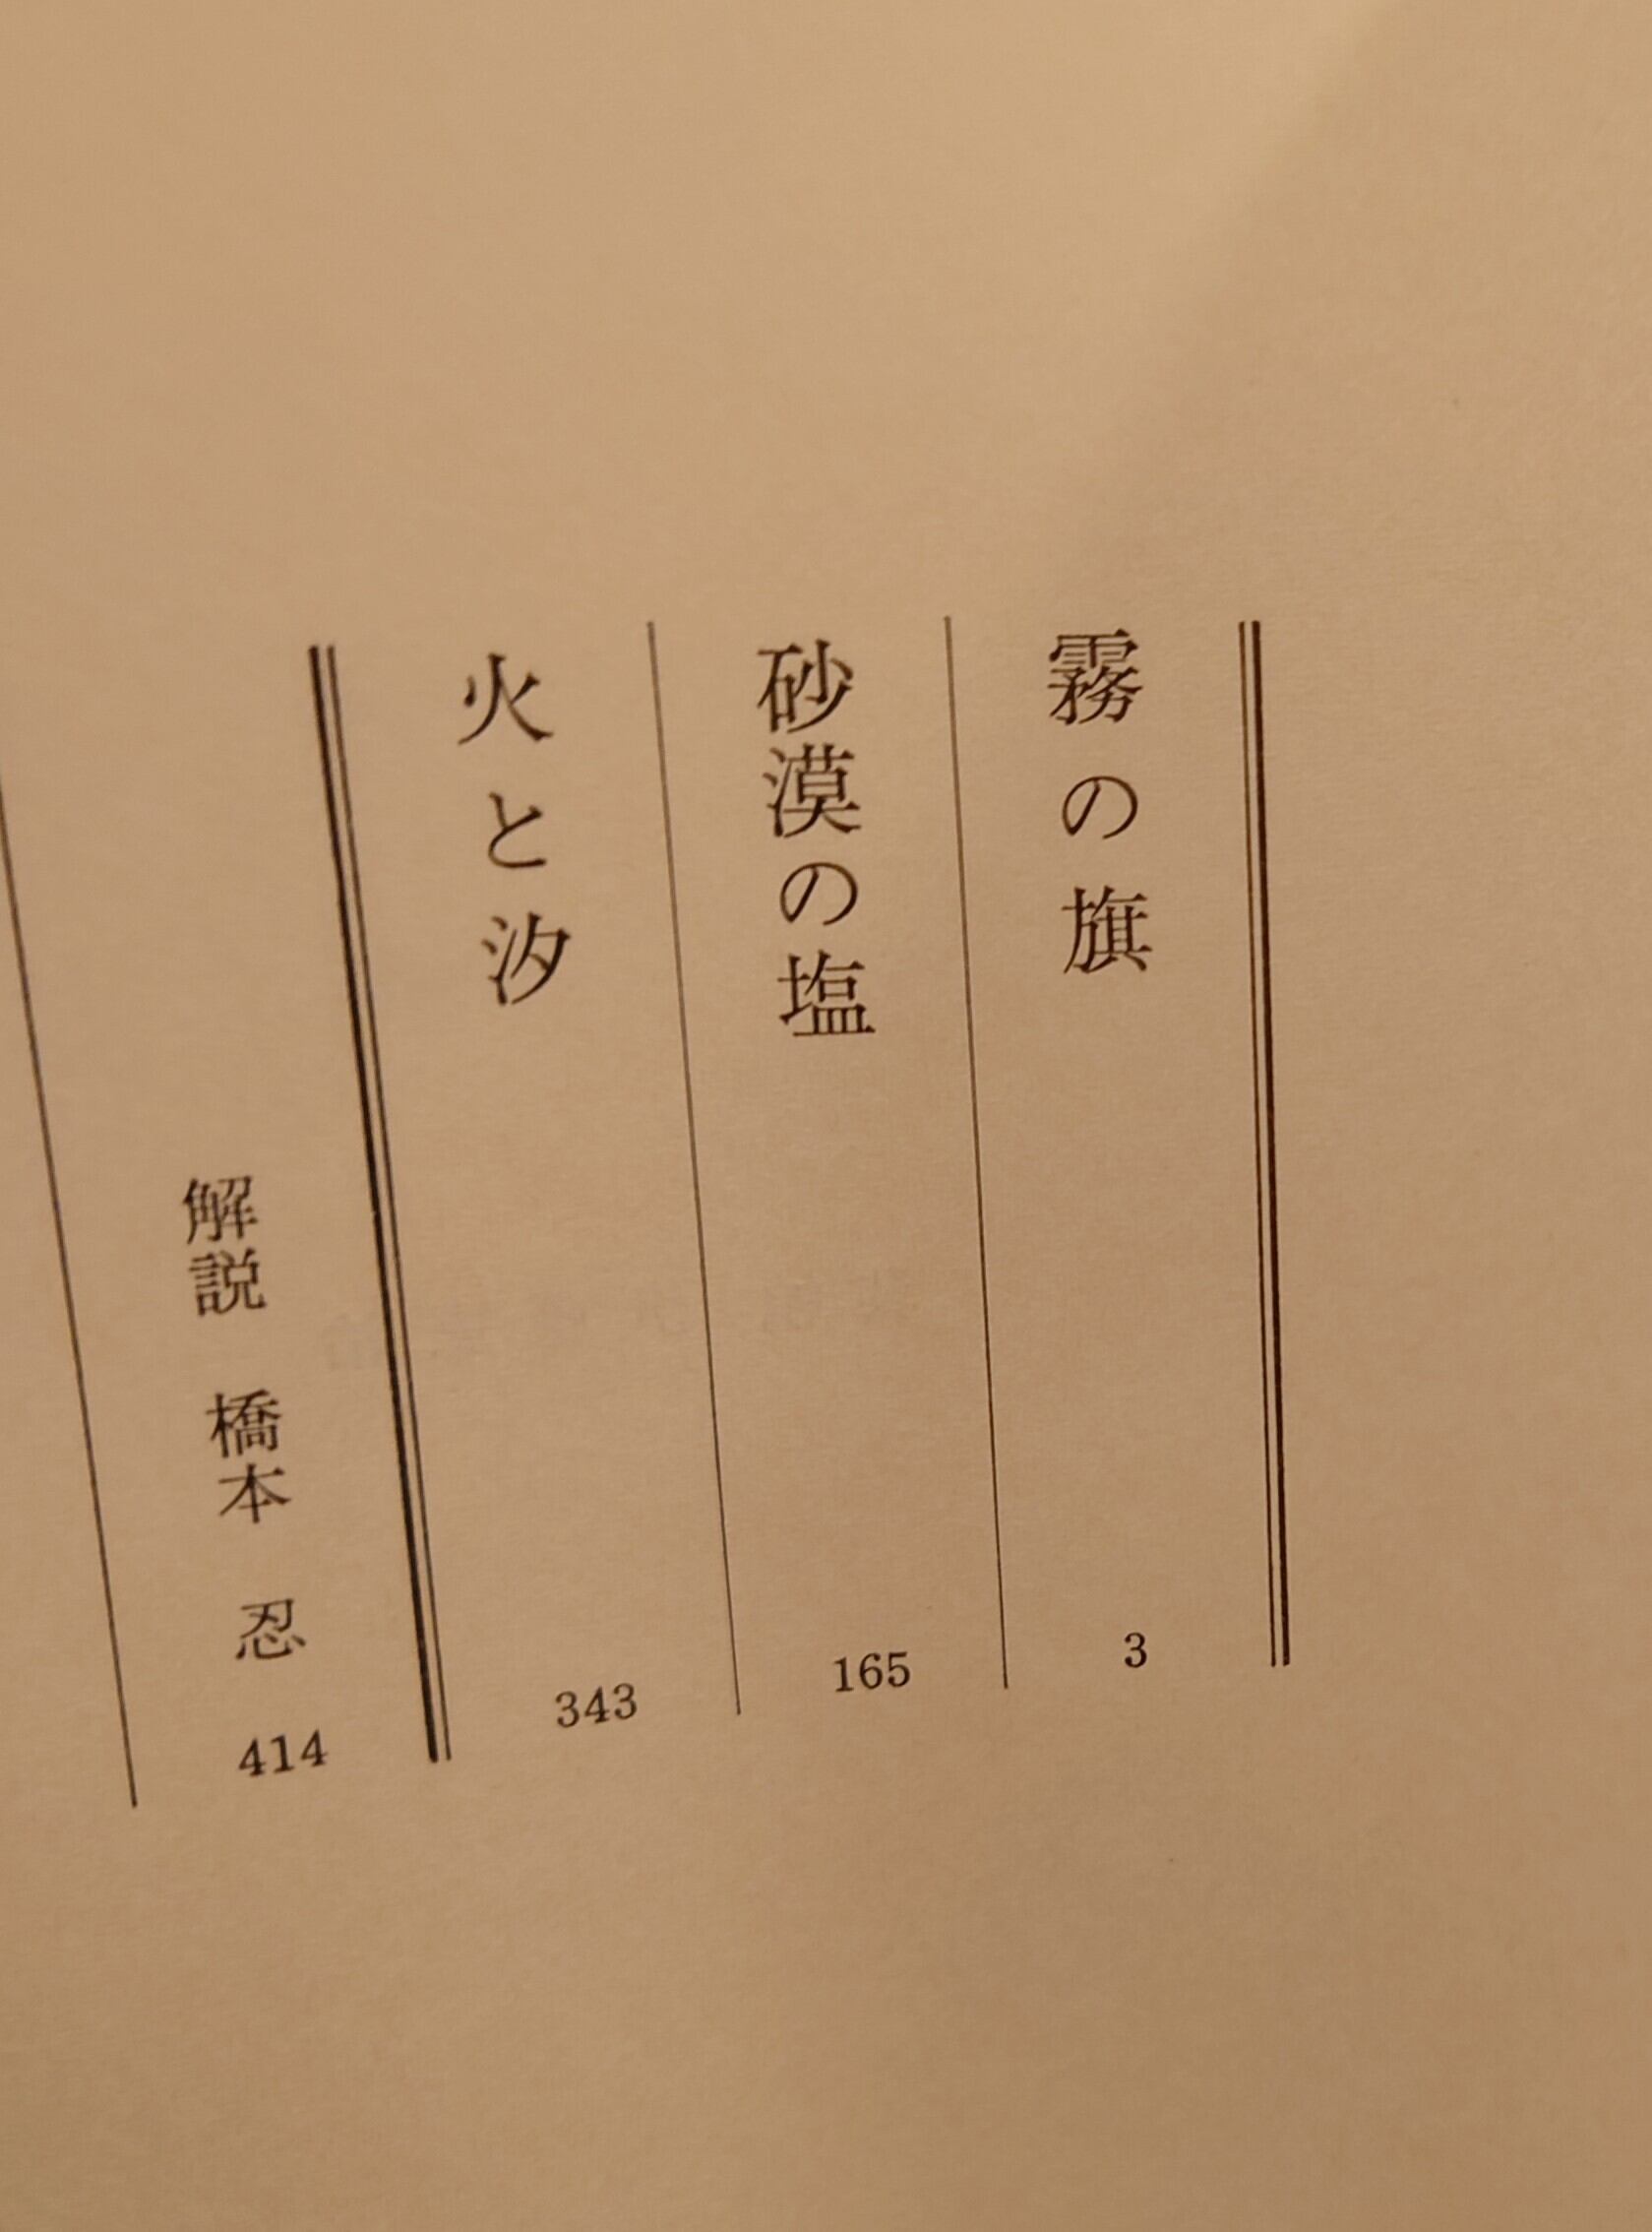 霧の旗 3
砂漠の塩 165
火と汐 343
解説 橋本 忍 414